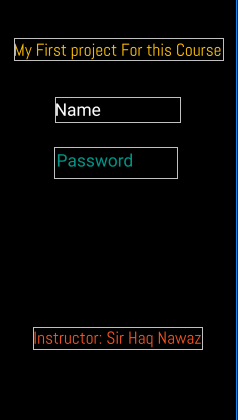 My First project For this Course
Name
Password
Instructor: Sir Haq Nawaz